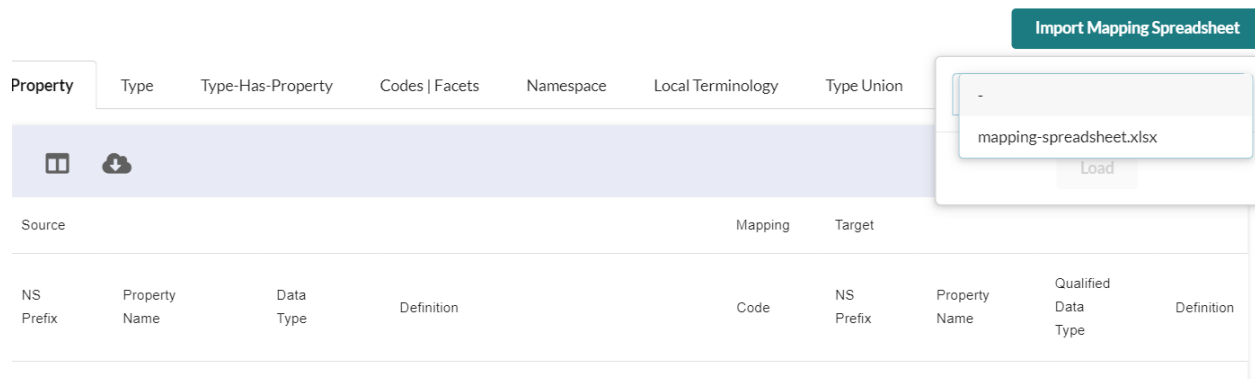 Import Mapping Spreadsheet
Property Type Type-Has-Property Codes | Facets Namespace Local Terminology Type Union
-
mapping-spreadsheet.xlsx
Load
Source Mapping Target
NS Prefix Property Name Data Type Definition Code NS Prefix Property Name Qualified Data Type Definition